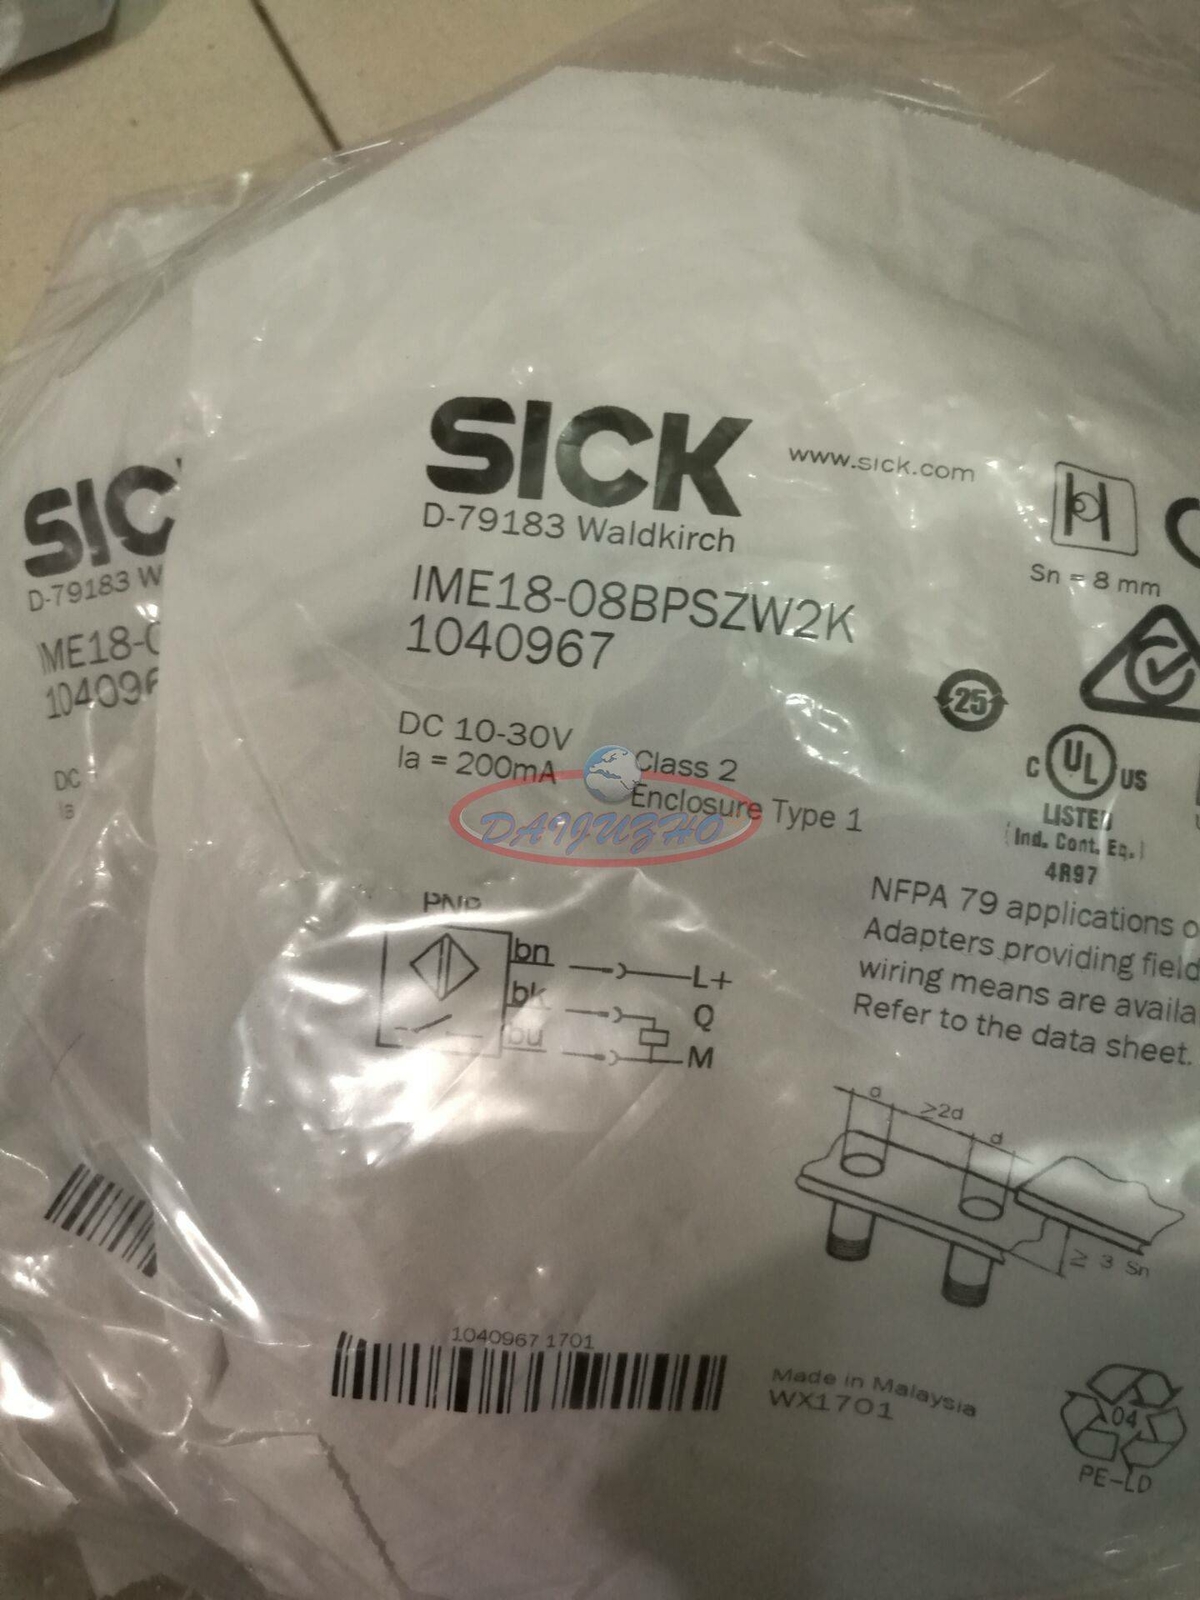 SICK
www.sick.com
D-79183 Waldkirch
Sn = 8 mm
IME18-08BPSZW2K
1040967
25
DC 10-30V
Ia = 200mA
Class 2
Enclosure Type 1
C UL US
LISTED
(Ind. Cont. Eq.)
4R97
DAIJUZHO
NFPA 79 applications o
Adapters providing field
wiring means are availa
Refer to the data sheet.
PNP
bn
L+
bk
Q
bu
M
d
≥2d
d
≥ 3 Sn
1040967 1701
Made in Malaysia
WX1701
04
PE-LD
SIC
D-79183 W
IME18-0
104096
DC
Ia